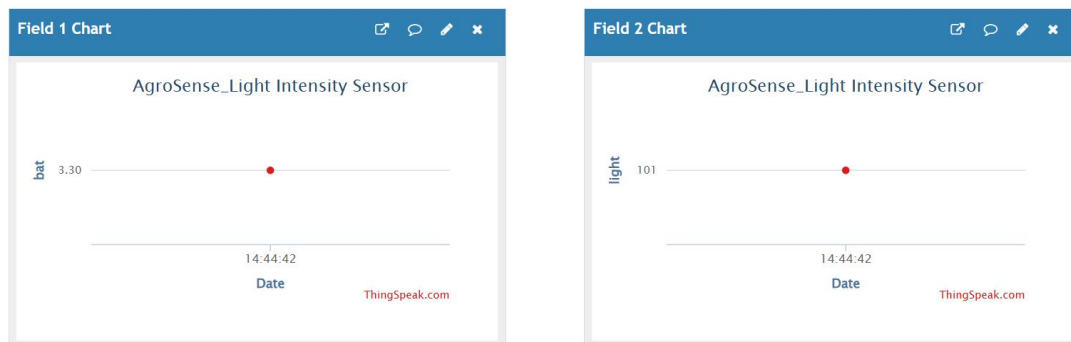 Field 1 Chart
AgroSense_Light Intensity Sensor
bat
3.30
14:44:42
Date
ThingSpeak.com
Field 2 Chart
AgroSense_Light Intensity Sensor
light
101
14:44:42
Date
ThingSpeak.com